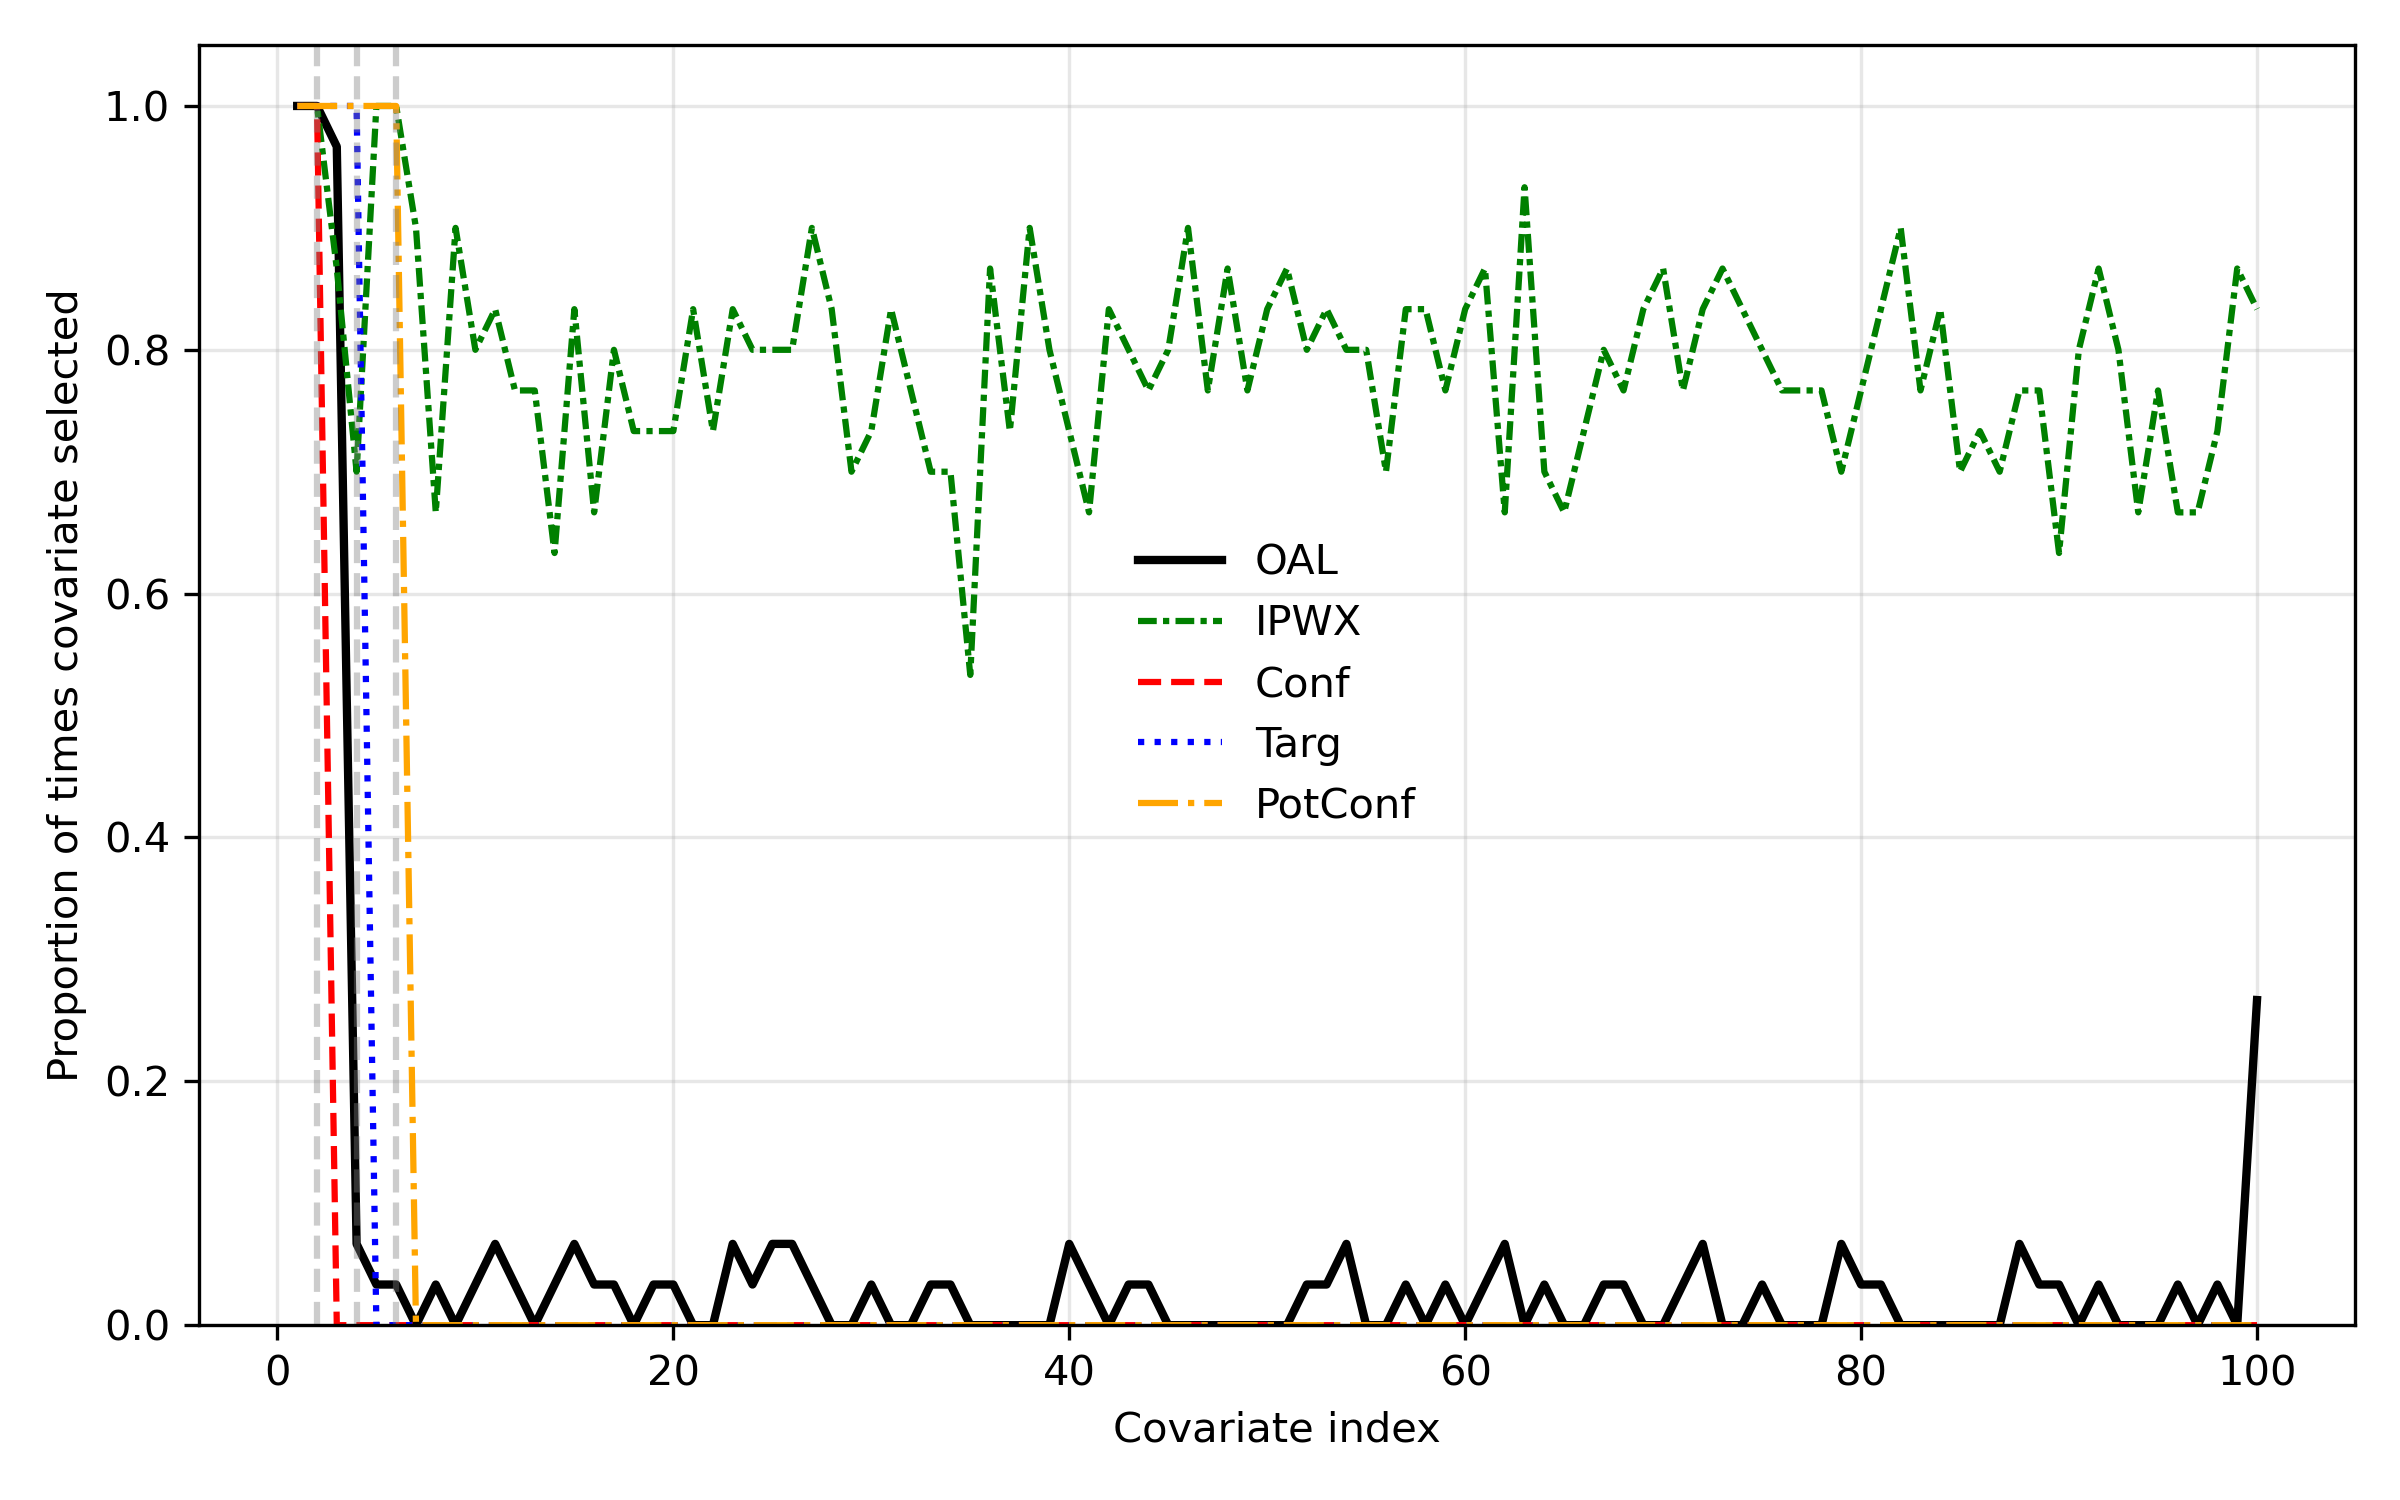 Proportion of times covariate selected
1.0
0.8
0.6
0.4
0.2
0.0
OAL
IPWX
Conf
Targ
PotConf
0 20 40 60 80 100
Covariate index